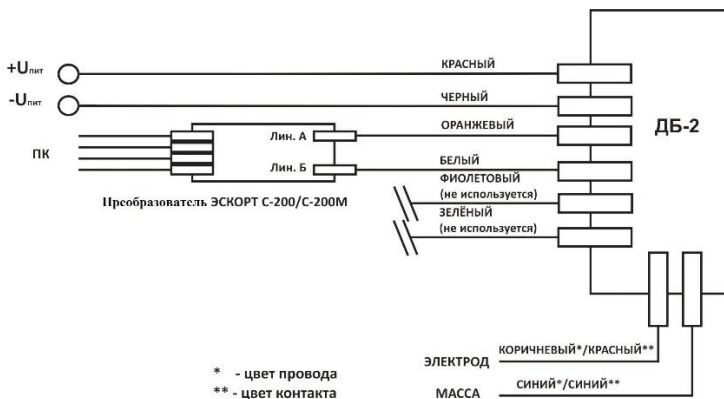 +Uпит
КРАСНЫЙ
-Uпит
ЧЕРНЫЙ
ОРАНЖЕВЫЙ
ДБ-2
Лин. А
ПК
БЕЛЫЙ
Лин. Б
ФИОЛЕТОВЫЙ
(не используется)
Преобразователь ЭСКОРТ С-200/С-200М
ЗЕЛЁНЫЙ
(не используется)
КОРИЧНЕВЫЙ*/КРАСНЫЙ**
ЭЛЕКТРОД
* - цвет провода
СИНИЙ*/СИНИЙ**
** - цвет контакта
МАССА